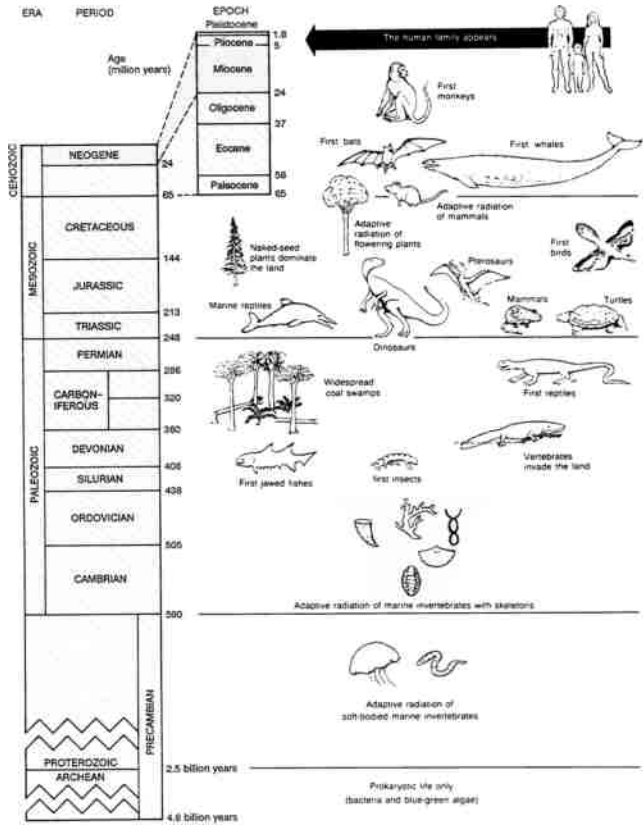 ERA PERIOD EPOCH
Pleistocene
1.8
Pliocene
5
The human family appears
Age
(million years)
Miocene
24
First
monkeys
Oligocene
37
Eocene
First bats
First whales
58
Paleocene
65
CENOZOIC
NEOGENE
24
65
Adaptive radiation
of mammals
Adaptive
radiation of
flowering plants
MESOZOIC
CRETACEOUS
144
Naked-seed
plants dominate
the land
Pterosaurs
First
birds
JURASSIC
213
Marine reptiles
Mammals
Turtles
TRIASSIC
248
Dinosaurs
PALEOZOIC
PERMIAN
286
CARBON-
IFEROUS
320
360
Widespread
coal swamps
First reptiles
DEVONIAN
408
Vertebrates
invade the land
First jawed fishes
first insects
SILURIAN
438
ORDOVICIAN
505
CAMBRIAN
590
Adaptive radiation of marine invertebrates with skeletons
PRECAMBIAN
Adaptive radiation of
soft-bodied marine invertebrates
PROTEROZOIC
2.5 billion years
ARCHEAN
Prokaryotic life only
(bacteria and blue-green algae)
4.6 billion years